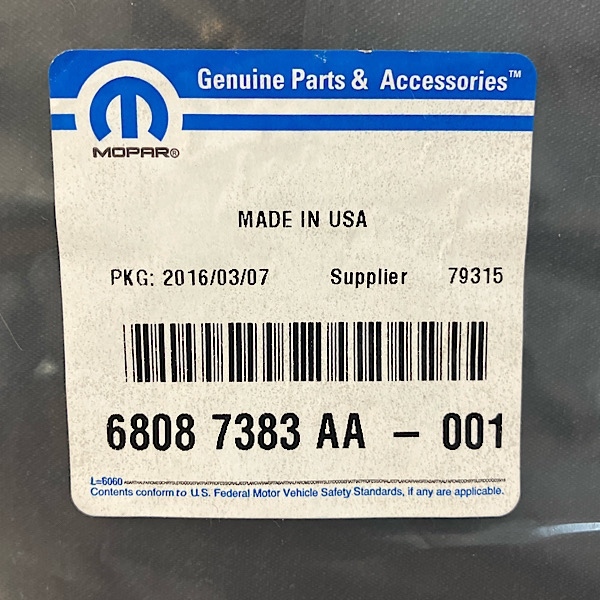 Genuine Parts & Accessories™
MOPAR®
MADE IN USA
PKG: 2016/03/07 Supplier 79315
6808 7383 AA – 001
L=6060
Contents conform to U.S. Federal Motor Vehicle Safety Standards, if any are applicable.